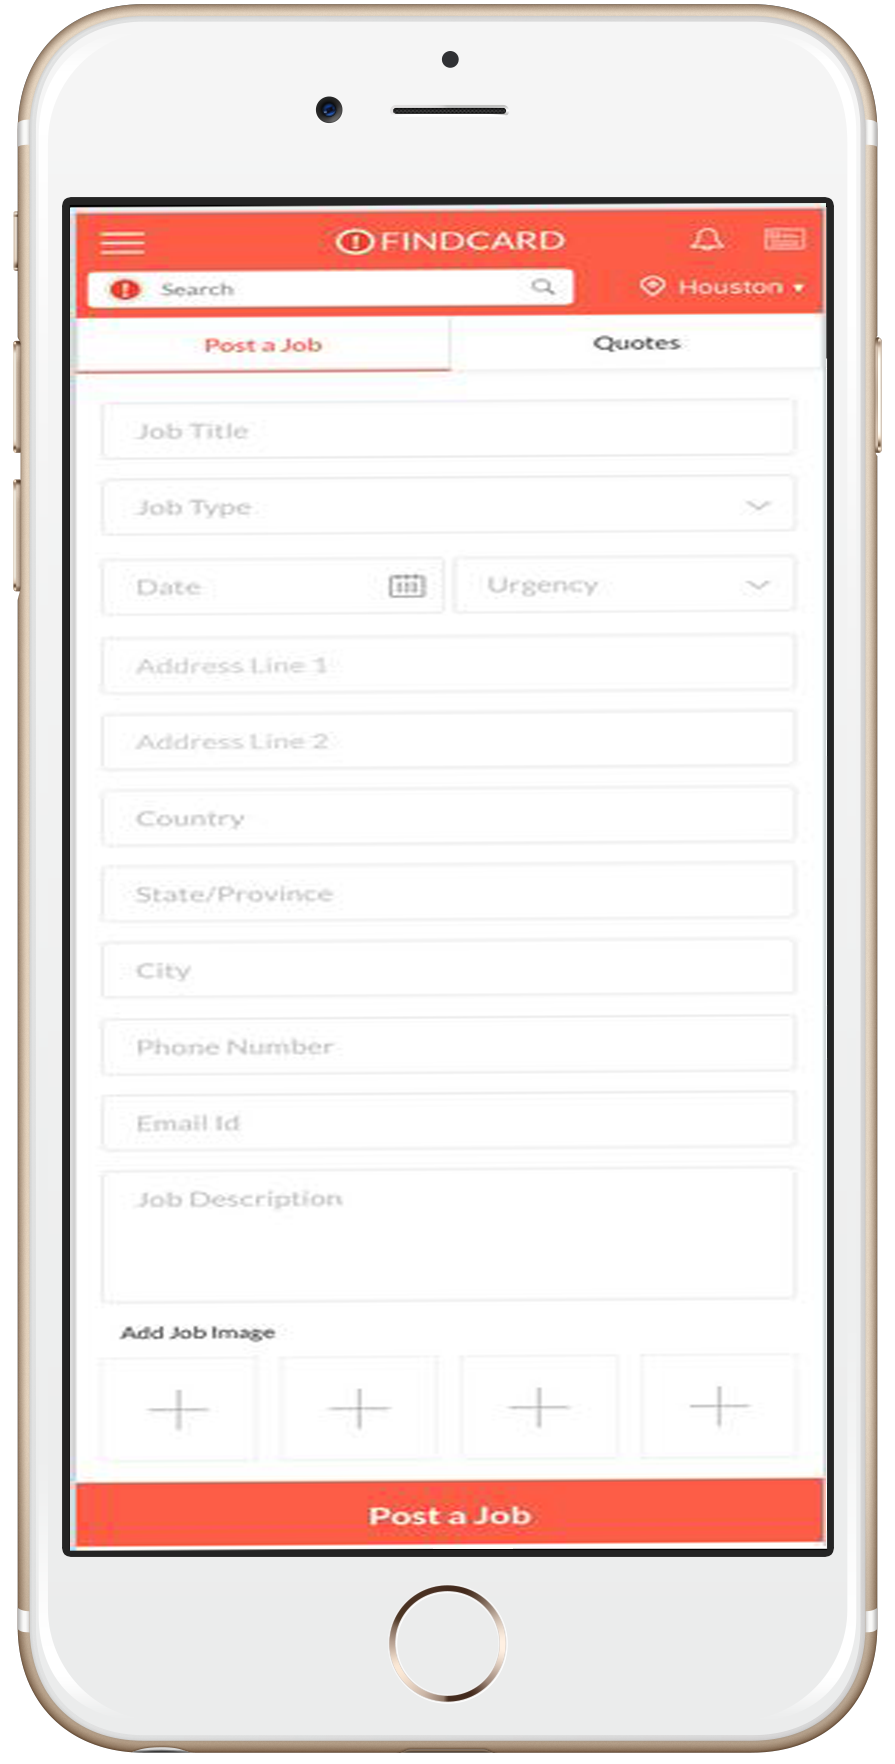 FINDCARD
Search
Houston
Post a Job
Quotes
Job Title
Job Type
Date
Urgency
Address Line 1
Address Line 2
Country
State/Province
City
Phone Number
Email Id
Job Description
Add Job Image
Post a Job